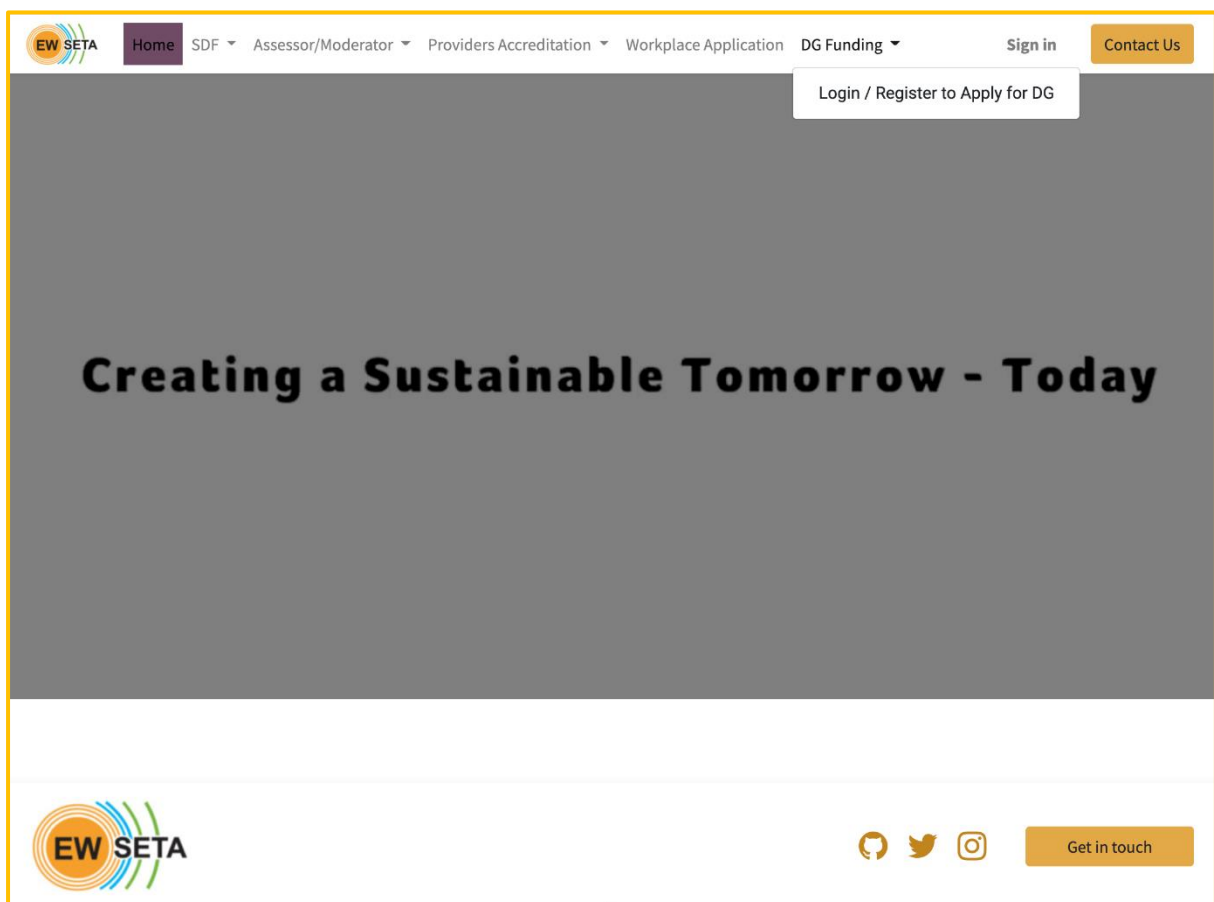 EW SETA Home SDF Assessor/Moderator Providers Accreditation Workplace Application DG Funding Sign in Contact Us
Login / Register to Apply for DG
Creating a Sustainable Tomorrow - Today
EW SETA Get in touch